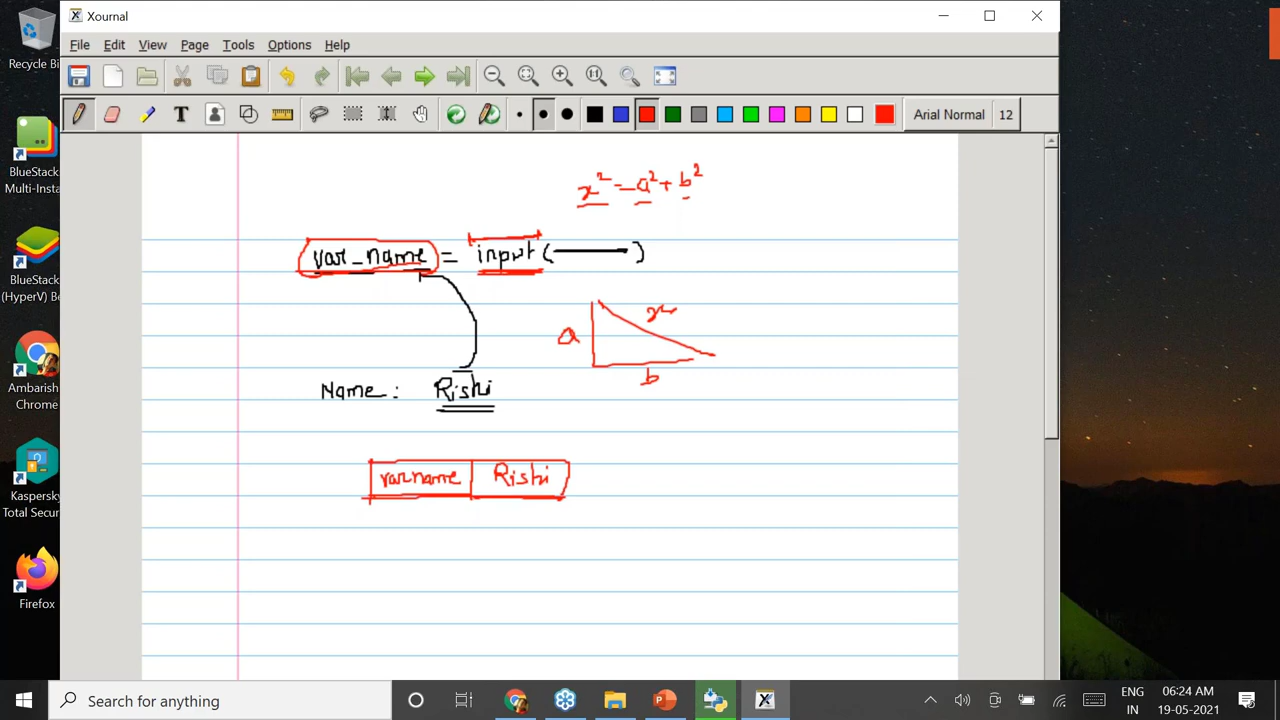 Xournal
File Edit View Page Tools Options Help
Arial Normal 12
Recycle Bi
BlueStack
Multi-Insta
BlueStack
(HyperV) Be
Ambarish
Chrome
Kaspersky
Total Secur
Firefox
x² = a² + b²
var_name = input( )
a
x
b
Name : Rishi
varname Rishi
Search for anything
ENG
IN
06:24 AM
19-05-2021